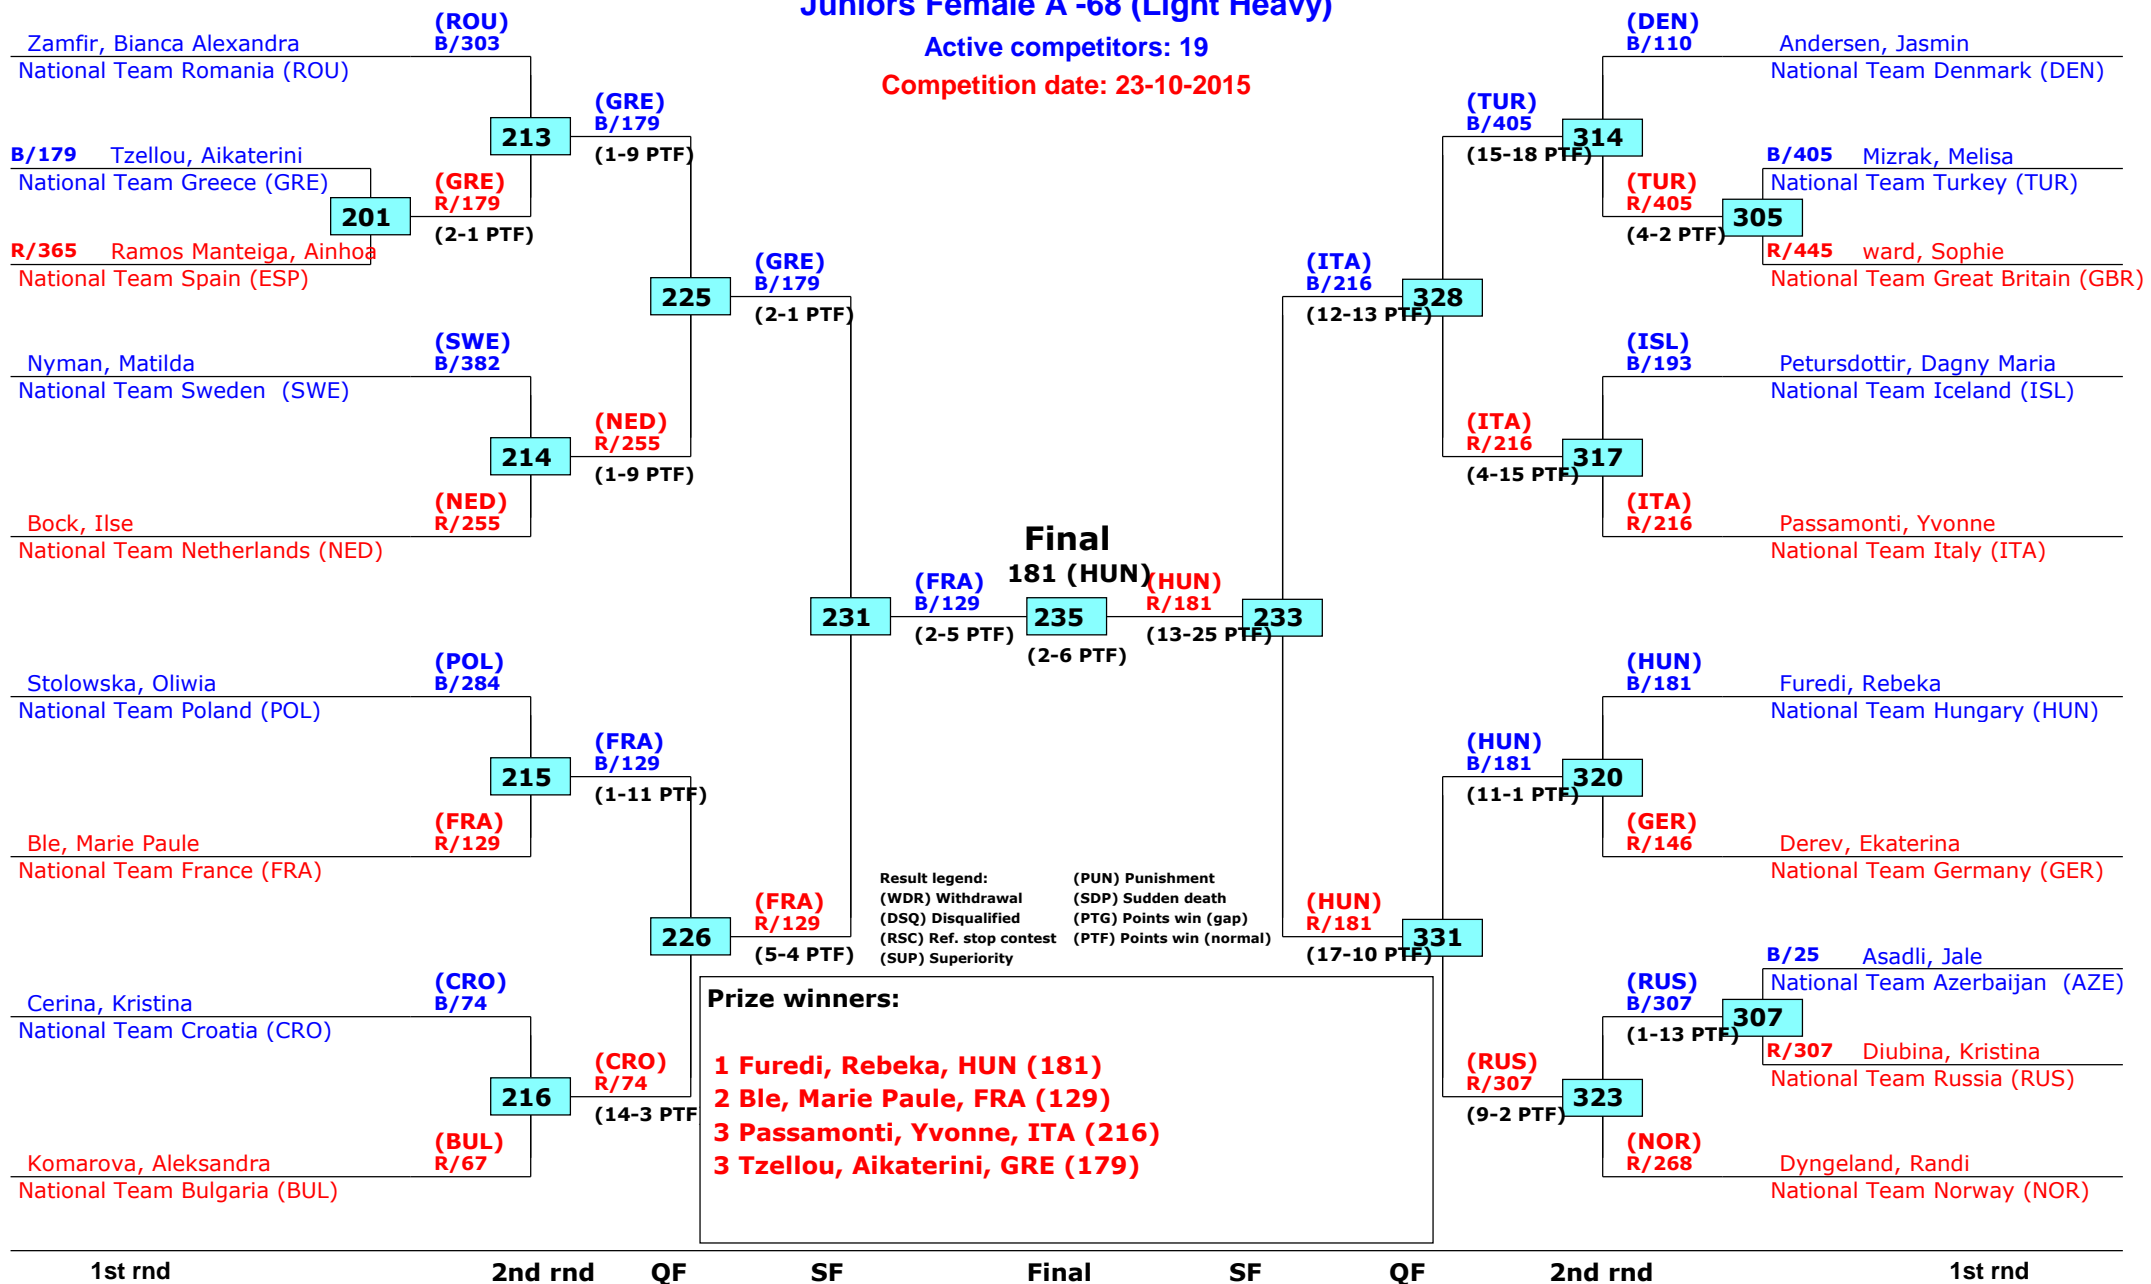 Juniors Female A -68 (Light Heavy)
Active competitors: 19
Competition date: 23-10-2015
Zamfir, Bianca Alexandra
National Team Romania (ROU)
(ROU)
B/303
213
(GRE)
B/179
(1-9 PTF)
B/179 Tzellou, Aikaterini
National Team Greece (GRE)
201
(GRE)
R/179
(2-1 PTF)
R/365 Ramos Manteiga, Ainhoa
National Team Spain (ESP)
225
(GRE)
B/179
(2-1 PTF)
Nyman, Matilda
National Team Sweden (SWE)
(SWE)
B/382
214
(NED)
R/255
(1-9 PTF)
Bock, Ilse
National Team Netherlands (NED)
(NED)
R/255
231
(FRA)
B/129
(2-5 PTF)
Stolowska, Oliwia
National Team Poland (POL)
(POL)
B/284
215
(FRA)
B/129
(1-11 PTF)
Ble, Marie Paule
National Team France (FRA)
(FRA)
R/129
226
(FRA)
R/129
(5-4 PTF)
Cerina, Kristina
National Team Croatia (CRO)
(CRO)
B/74
216
(CRO)
R/74
(14-3 PTF
Komarova, Aleksandra
National Team Bulgaria (BUL)
(BUL)
R/67
Final
181 (HUN)
235
(2-6 PTF)
(HUN)
R/181
(13-25 PTF)
233
(DEN)
B/110
Andersen, Jasmin
National Team Denmark (DEN)
(TUR)
B/405
(15-18 PTF)
314
B/405 Mizrak, Melisa
National Team Turkey (TUR)
(TUR)
R/405
(4-2 PTF)
305
R/445 ward, Sophie
National Team Great Britain (GBR)
(ITA)
B/216
(12-13 PTF)
328
(ISL)
B/193
Petursdottir, Dagny Maria
National Team Iceland (ISL)
(ITA)
R/216
(4-15 PTF)
317
(ITA)
R/216
Passamonti, Yvonne
National Team Italy (ITA)
(HUN)
B/181
Furedi, Rebeka
National Team Hungary (HUN)
(HUN)
B/181
(11-1 PTF)
320
(GER)
R/146
Derev, Ekaterina
National Team Germany (GER)
(HUN)
R/181
(17-10 PTF)
331
B/25 Asadli, Jale
National Team Azerbaijan (AZE)
(RUS)
B/307
(1-13 PTF)
307
R/307 Diubina, Kristina
National Team Russia (RUS)
(RUS)
R/307
(9-2 PTF)
323
(NOR)
R/268
Dyngeland, Randi
National Team Norway (NOR)
Result legend:
(WDR) Withdrawal
(DSQ) Disqualified
(RSC) Ref. stop contest
(SUP) Superiority
(PUN) Punishment
(SDP) Sudden death
(PTG) Points win (gap)
(PTF) Points win (normal)
Prize winners:
1 Furedi, Rebeka, HUN (181)
2 Ble, Marie Paule, FRA (129)
3 Passamonti, Yvonne, ITA (216)
3 Tzellou, Aikaterini, GRE (179)
1st rnd 2nd rnd QF SF Final SF QF 2nd rnd 1st rnd